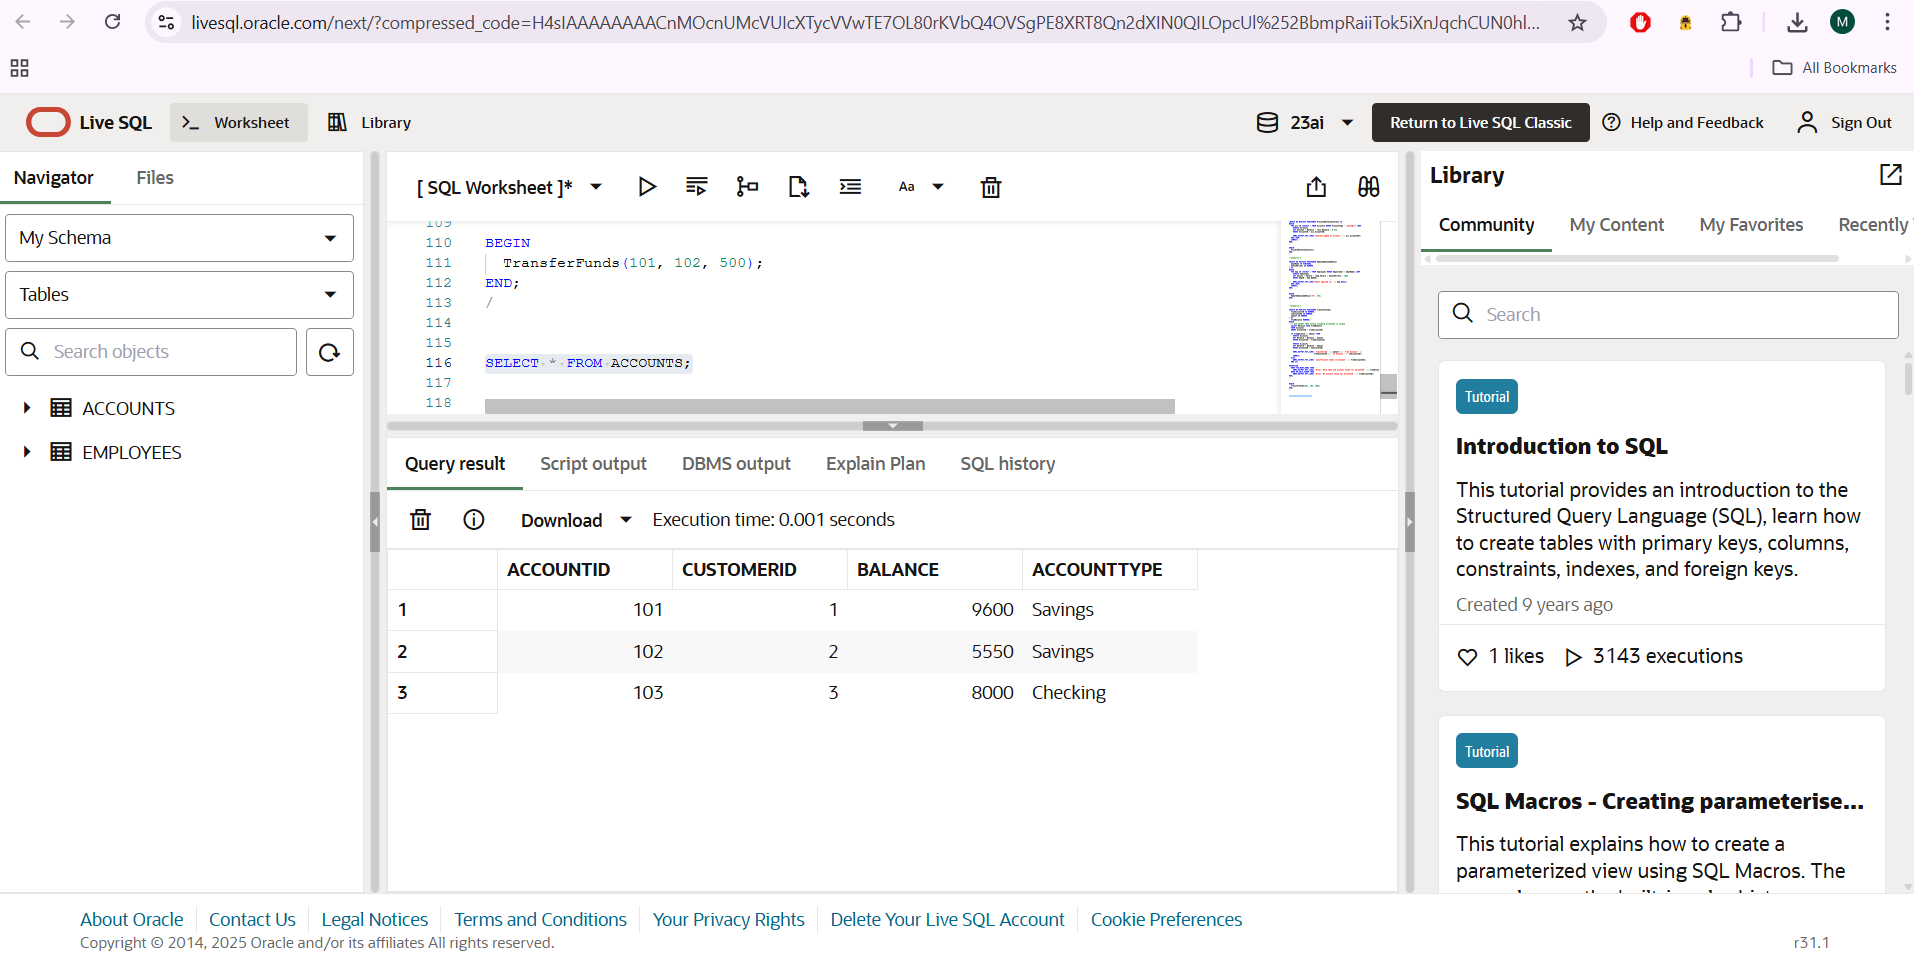 livesql.oracle.com/next/?compressed_code=H4sIAAAAAAAACnMOcnUMcVUIcXTycVVwTE7OL80rKVbQ4OVSgPE8XRT8Qn2dXIN0QILOpcUl%252BbmpRaiiTok5iXnJqchCUN0hl...
M
All Bookmarks
Live SQL
Worksheet
Library
23ai
Return to Live SQL Classic
Help and Feedback
Sign Out
Navigator
Files
My Schema
Tables
Search objects
ACCOUNTS
EMPLOYEES
[ SQL Worksheet ]*
Aa
109
110 BEGIN
111 TransferFunds(101, 102, 500);
112 END;
113 /
114
115
116 SELECT * FROM ACCOUNTS;
117
118
Query result
Script output
DBMS output
Explain Plan
SQL history
Download
Execution time: 0.001 seconds
ACCOUNTID CUSTOMERID BALANCE ACCOUNTTYPE
1 101 1 9600 Savings
2 102 2 5550 Savings
3 103 3 8000 Checking
Library
Community
My Content
My Favorites
Recently
Search
Tutorial
Introduction to SQL
This tutorial provides an introduction to the
Structured Query Language (SQL), learn how
to create tables with primary keys, columns,
constraints, indexes, and foreign keys.
Created 9 years ago
1 likes
3143 executions
Tutorial
SQL Macros - Creating parameterise...
This tutorial explains how to create a
parameterized view using SQL Macros. The
About Oracle
Contact Us
Legal Notices
Terms and Conditions
Your Privacy Rights
Delete Your Live SQL Account
Cookie Preferences
Copyright © 2014, 2025 Oracle and/or its affiliates All rights reserved.
r31.1